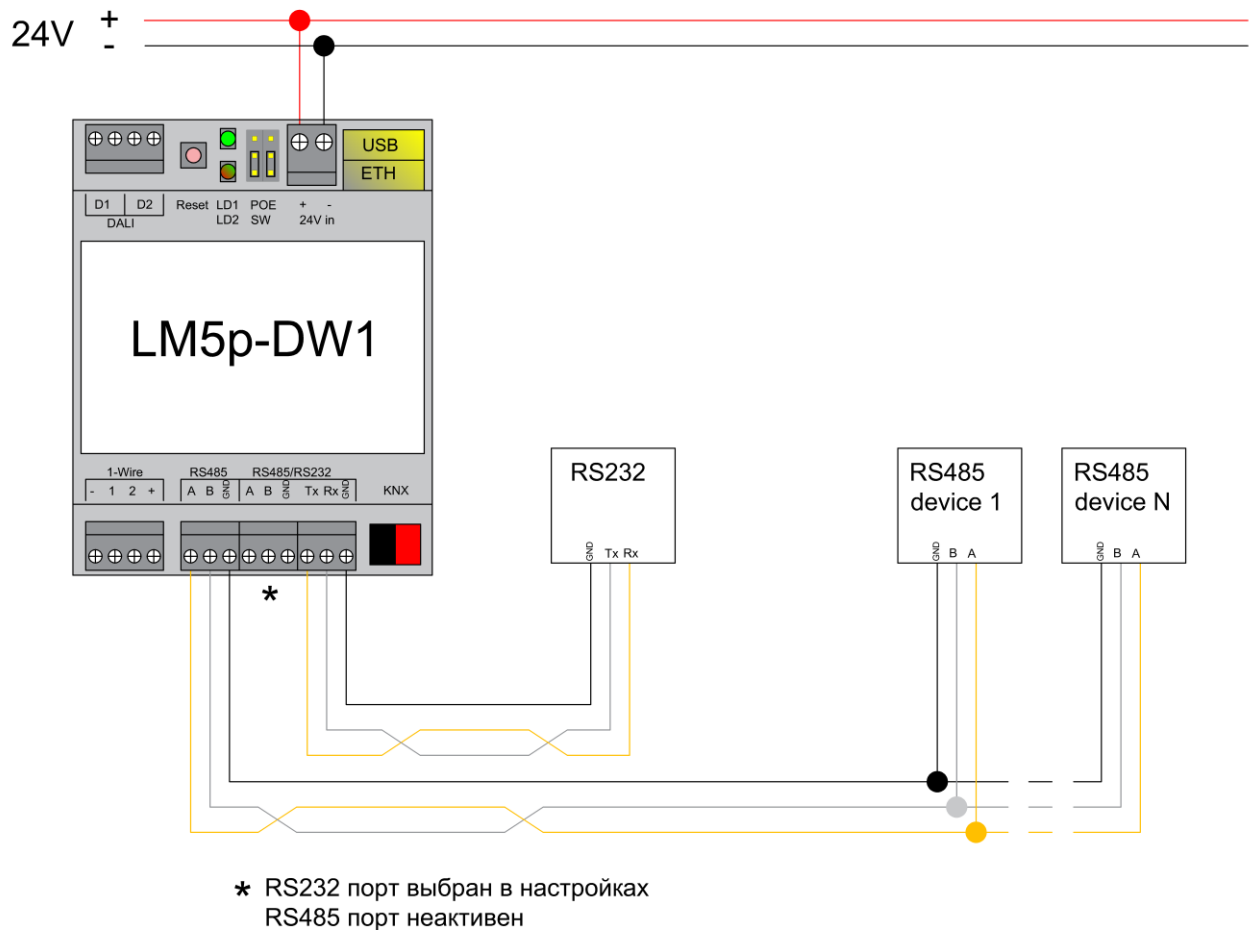 24V
+
-
USB
ETH
D1 D2
DALI
Reset LD1 POE + -
LD2 SW 24V in
LM5p-DW1
1-Wire RS485 RS485/RS232
- 1 2 + A B GND A B GND Tx Rx GND KNX
RS232
GND Tx Rx
RS485
device 1
GND B A
RS485
device N
GND B A
*
* RS232 порт выбран в настройках
RS485 порт неактивен